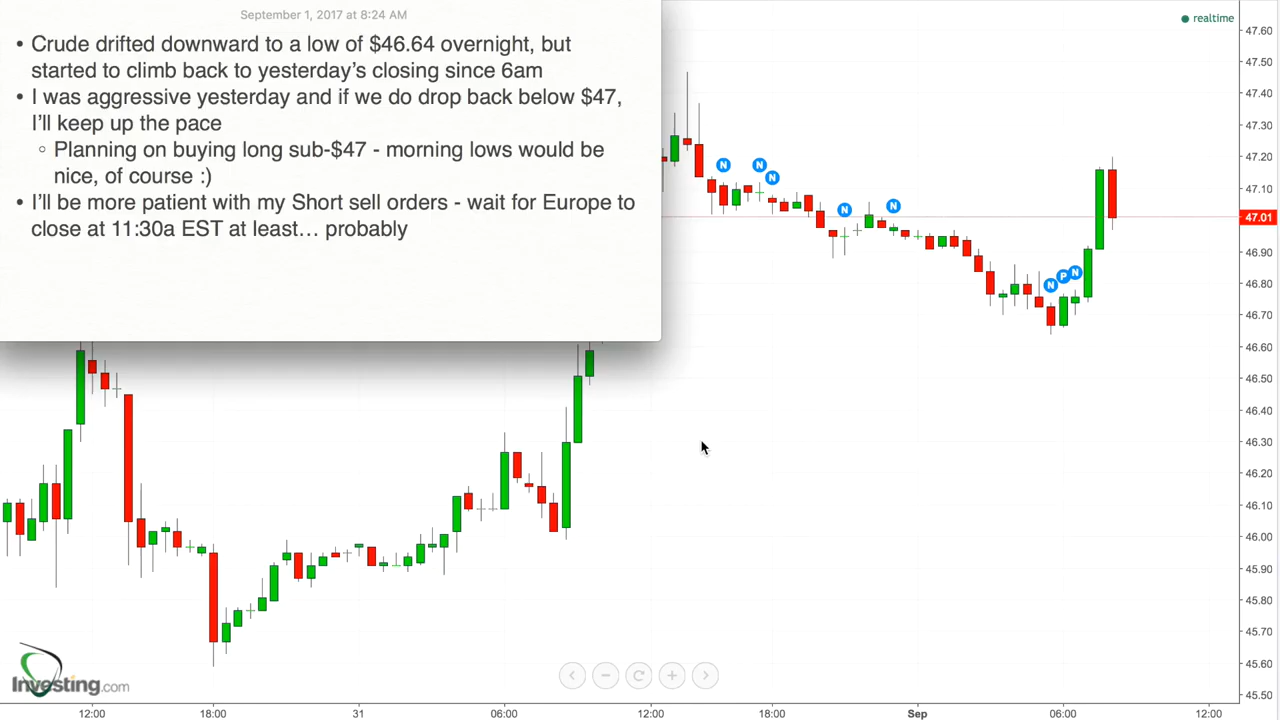 September 1, 2017 at 8:24 AM
• Crude drifted downward to a low of $46.64 overnight, but
started to climb back to yesterday’s closing since 6am
• I was aggressive yesterday and if we do drop back below $47,
I’ll keep up the pace
◦ Planning on buying long sub-$47 - morning lows would be
nice, of course :)
• I’ll be more patient with my Short sell orders - wait for Europe to
close at 11:30a EST at least… probably
realtime
47.60
47.50
47.40
47.30
47.20
47.10
47.01
46.90
46.80
46.70
46.60
46.50
46.40
46.30
46.20
46.10
46.00
45.90
45.80
45.70
45.60
45.50
N
N
N
N
N
N
P
N
Investing.com
12:00 18:00 31 06:00 12:00 18:00 Sep 06:00 12:00